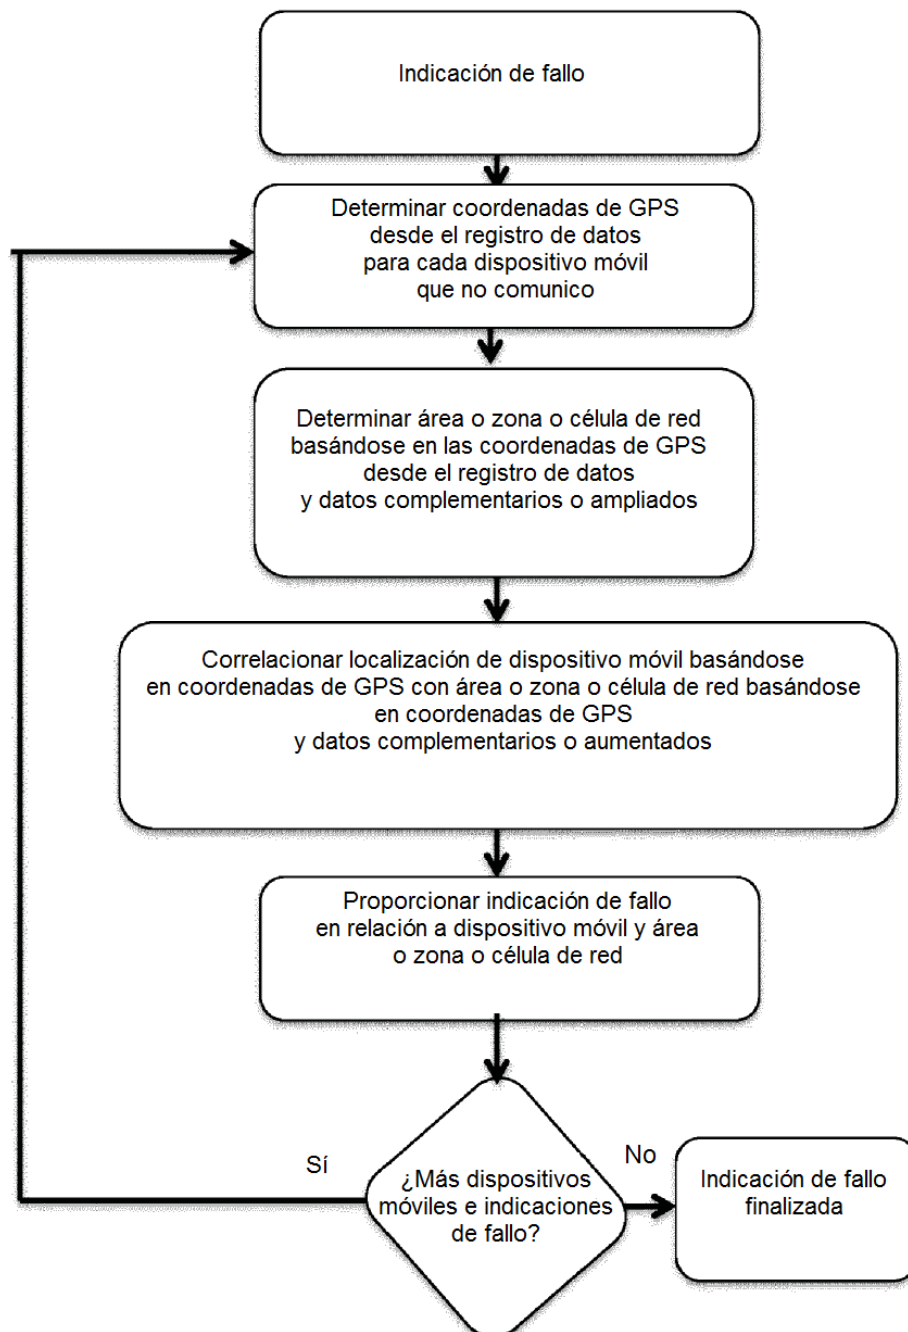 Indicación de fallo
Determinar coordenadas de GPS
desde el registro de datos
para cada dispositivo móvil
que no comunico
Determinar área o zona o célula de red
basándose en las coordenadas de GPS
desde el registro de datos
y datos complementarios o ampliados
Correlacionar localización de dispositivo móvil basándose
en coordenadas de GPS con área o zona o célula de red basándose
en coordenadas de GPS
y datos complementarios o aumentados
Proporcionar indicación de fallo
en relación a dispositivo móvil y área
o zona o célula de red
Sí
¿Más dispositivos
móviles e indicaciones
de fallo?
No
Indicación de fallo
finalizada